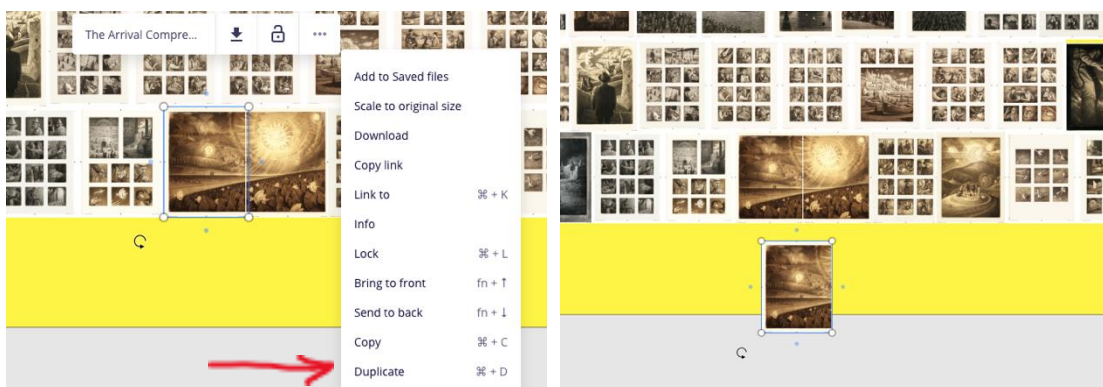 The Arrival Compre...
Add to Saved files
Scale to original size
Download
Copy link
Link to ⌘ + K
Info
Lock ⌘ + L
Bring to front fn + ↑
Send to back fn + ↓
Copy ⌘ + C
Duplicate ⌘ + D